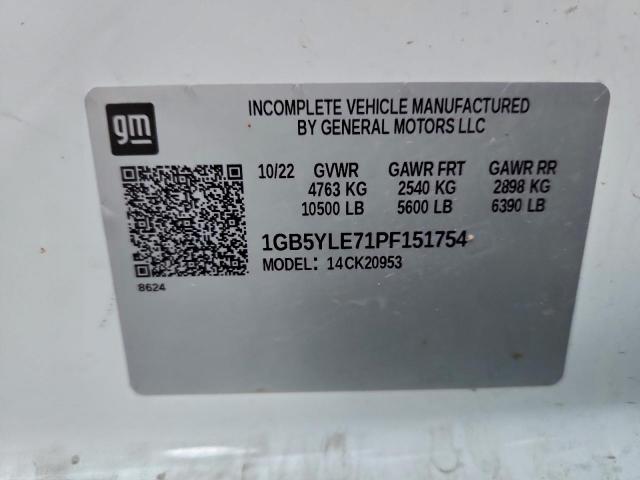 gm
INCOMPLETE VEHICLE MANUFACTURED
BY GENERAL MOTORS LLC
10/22 GVWR GAWR FRT GAWR RR
4763 KG 2540 KG 2898 KG
10500 LB 5600 LB 6390 LB
1GB5YLE71PF151754
MODEL: 14CK20953
8624